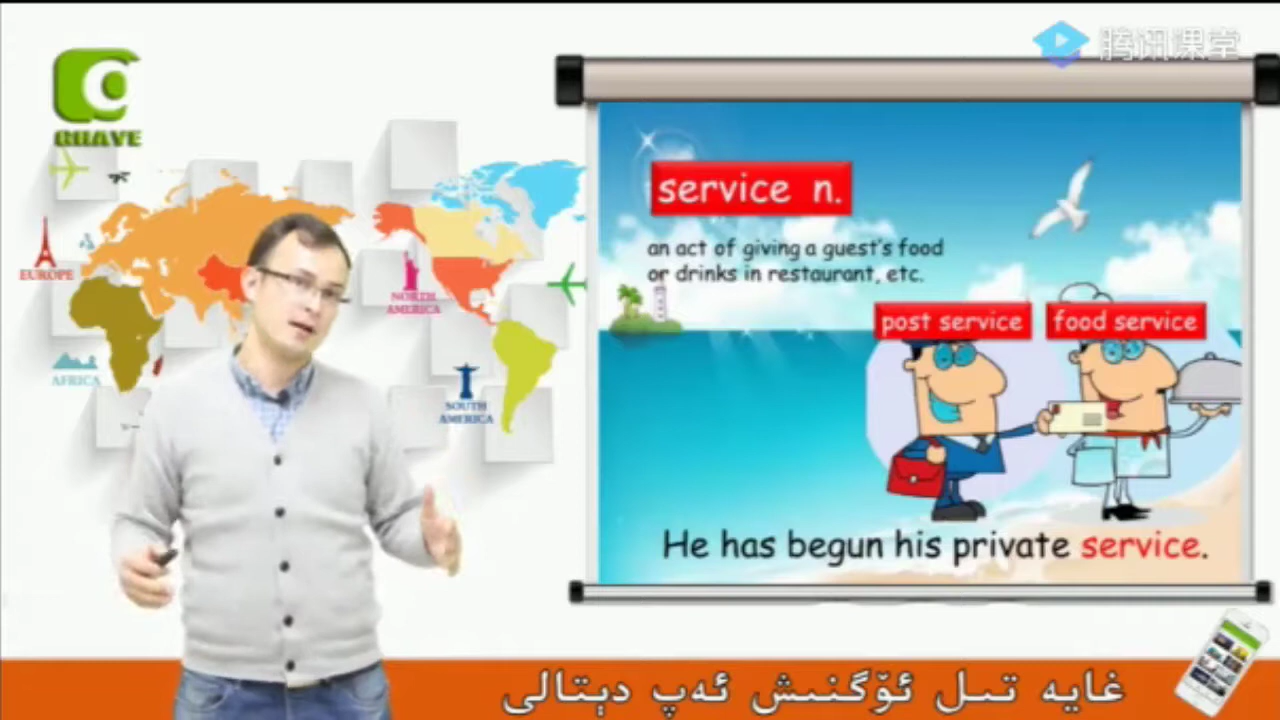 腾讯课堂
GHAYE
service n.
an act of giving a guest's food
or drinks in restaurant, etc.
post service
food service
EUROPE
NORTH
AMERICA
AFRICA
SOUTH
AMERICA
He has begun his private service.
غايە تىل ئۆگىنىش ئەپ دېتالى